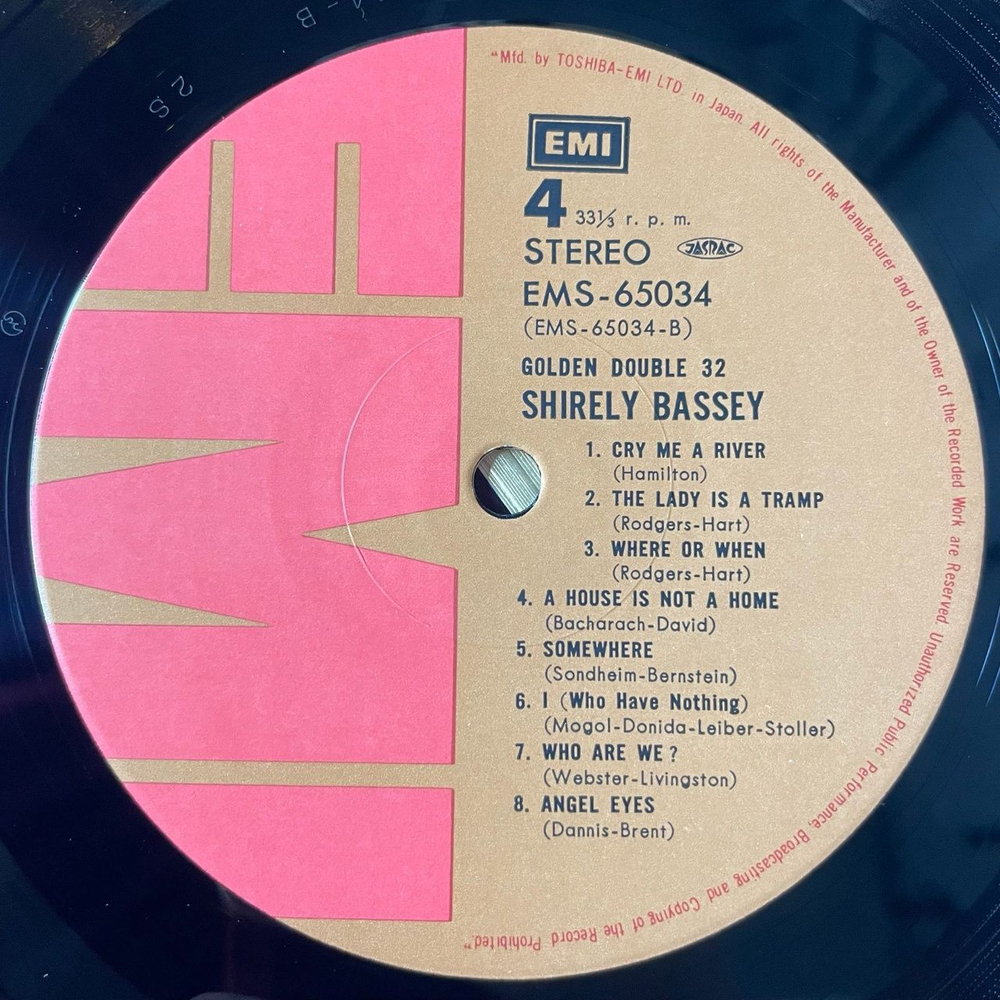 "Mfd. by TOSHIBA-EMI LTD. in Japan. All rights of the Manufacturer and of the Owner of the Recorded Work are Reserved. Unauthorized Public Performance, Broadcasting and Copying of the Record Prohibited."
EMI
4 33⅓ r. p. m.
STEREO JASRAC
EMS-65034
(EMS-65034-B)
GOLDEN DOUBLE 32
SHIRELY BASSEY
1. CRY ME A RIVER
(Hamilton)
2. THE LADY IS A TRAMP
(Rodgers-Hart)
3. WHERE OR WHEN
(Rodgers-Hart)
4. A HOUSE IS NOT A HOME
(Bacharach-David)
5. SOMEWHERE
(Sondheim-Bernstein)
6. I (Who Have Nothing)
(Mogol-Donida-Leiber-Stoller)
7. WHO ARE WE?
(Webster-Livingston)
8. ANGEL EYES
(Dannis-Brent)
EMI
2S